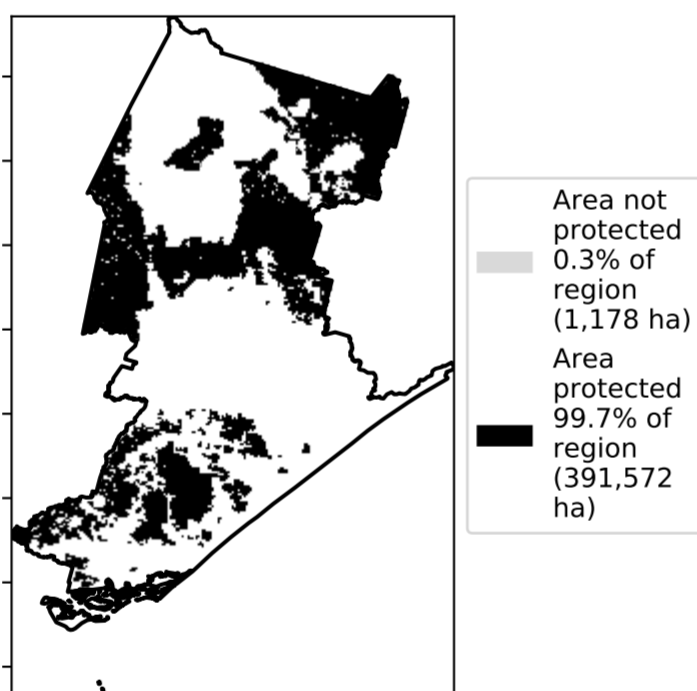 Area not
protected
0.3% of
region
(1,178 ha)
Area
protected
99.7% of
region
(391,572
ha)